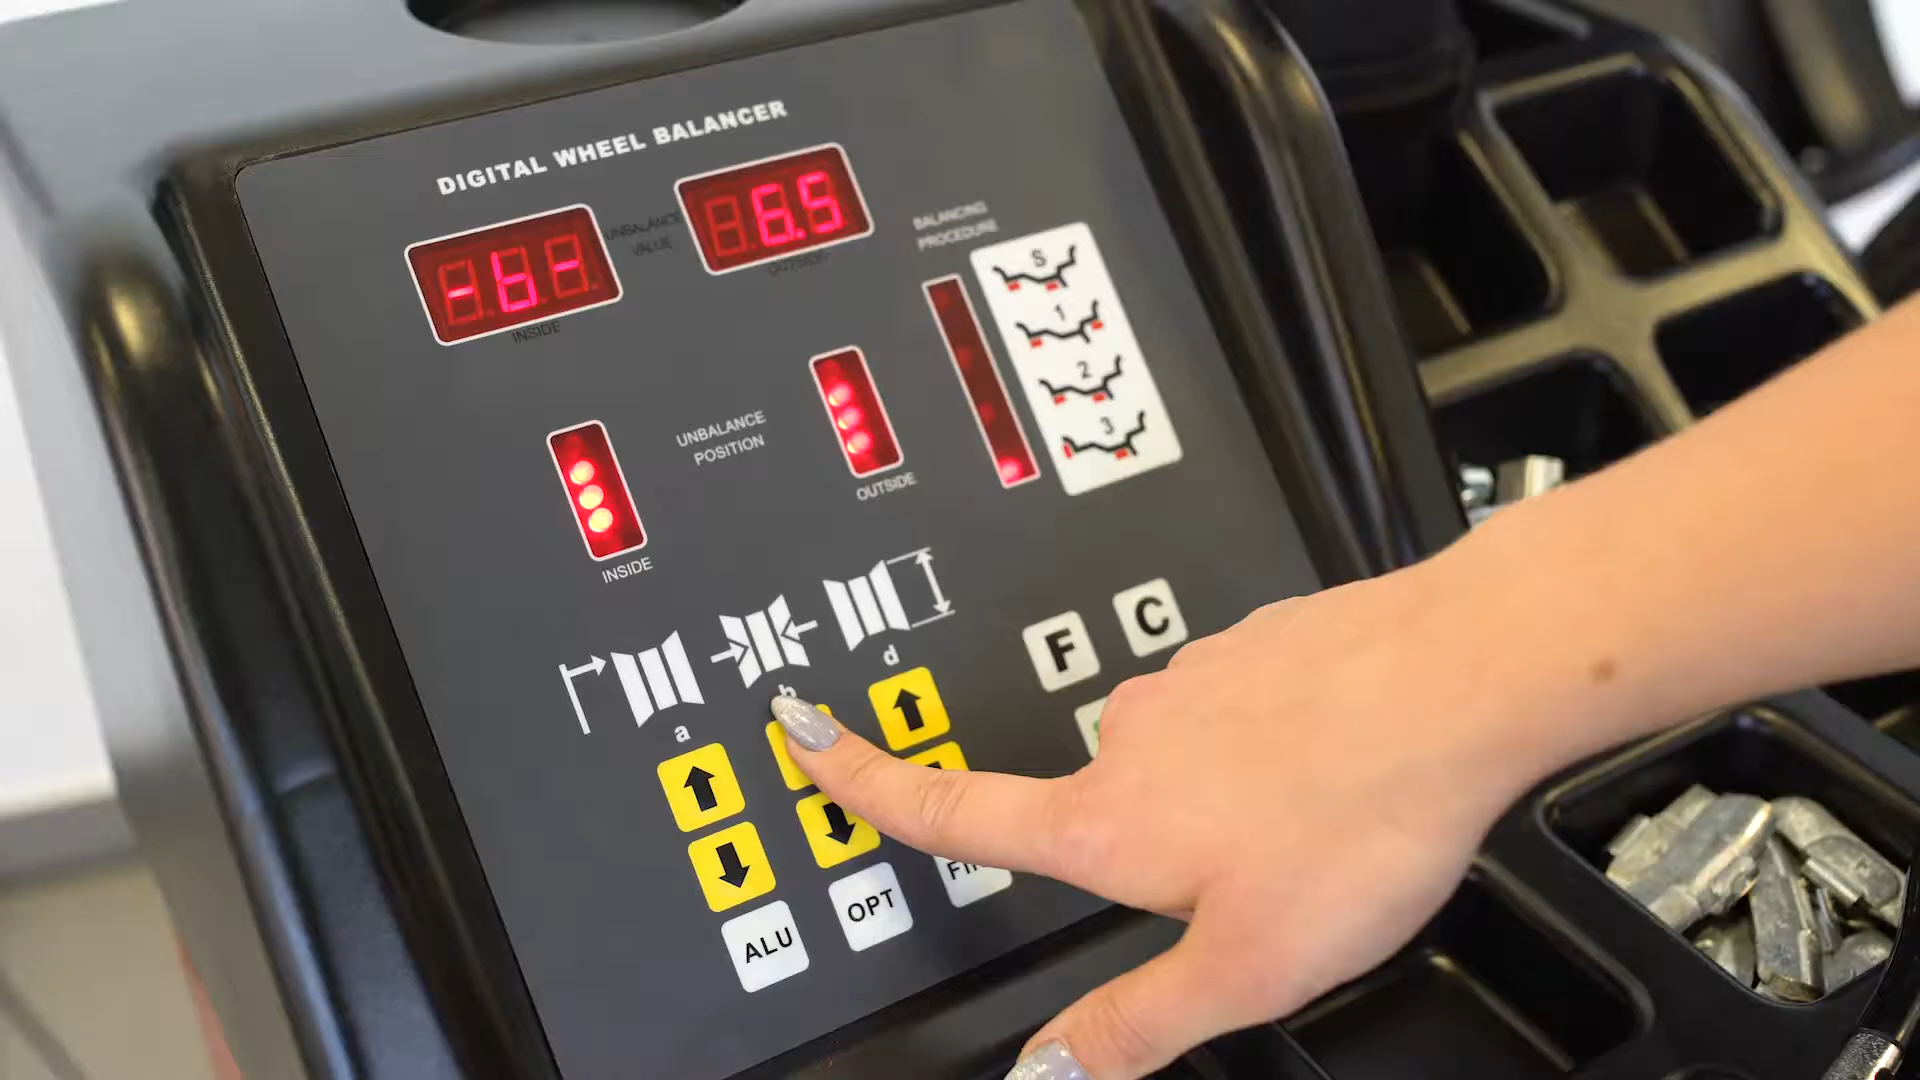 DIGITAL WHEEL BALANCER
-b-
6.5
UNBALANCE
VALUE
INSIDE
OUTSIDE
BALANCING
PROCEDURE
S
1
2
3
UNBALANCE
POSITION
INSIDE
OUTSIDE
a
b
d
F
C
ALU
OPT